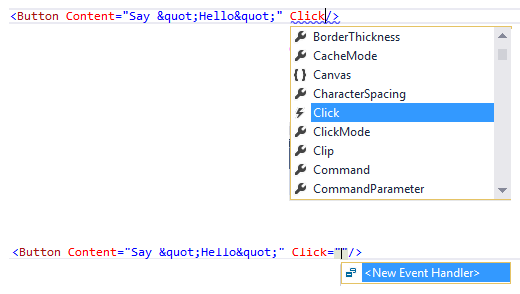 <Button Content="Say &quot;Hello&quot;" Click/>
BorderThickness
CacheMode
{ } Canvas
CharacterSpacing
Click
ClickMode
Clip
Command
CommandParameter
<Button Content="Say &quot;Hello&quot;" Click=""/>
<New Event Handler>